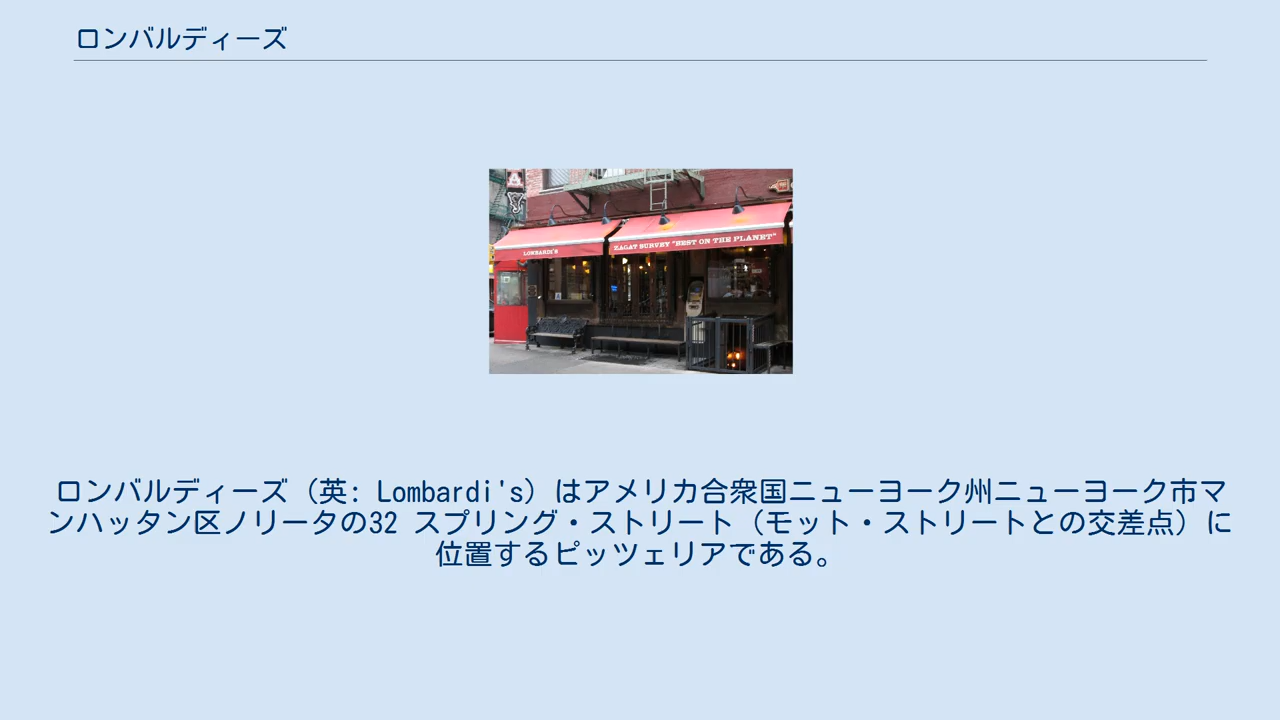 ロンバルディーズ
LOMBARDI'S
ZAGAT SURVEY "BEST ON THE PLANET"
ロンバルディーズ（英: Lombardi's）はアメリカ合衆国ニューヨーク州ニューヨーク市マ
ンハッタン区ノリータの32 スプリング・ストリート（モット・ストリートとの交差点）に
位置するピッツェリアである。